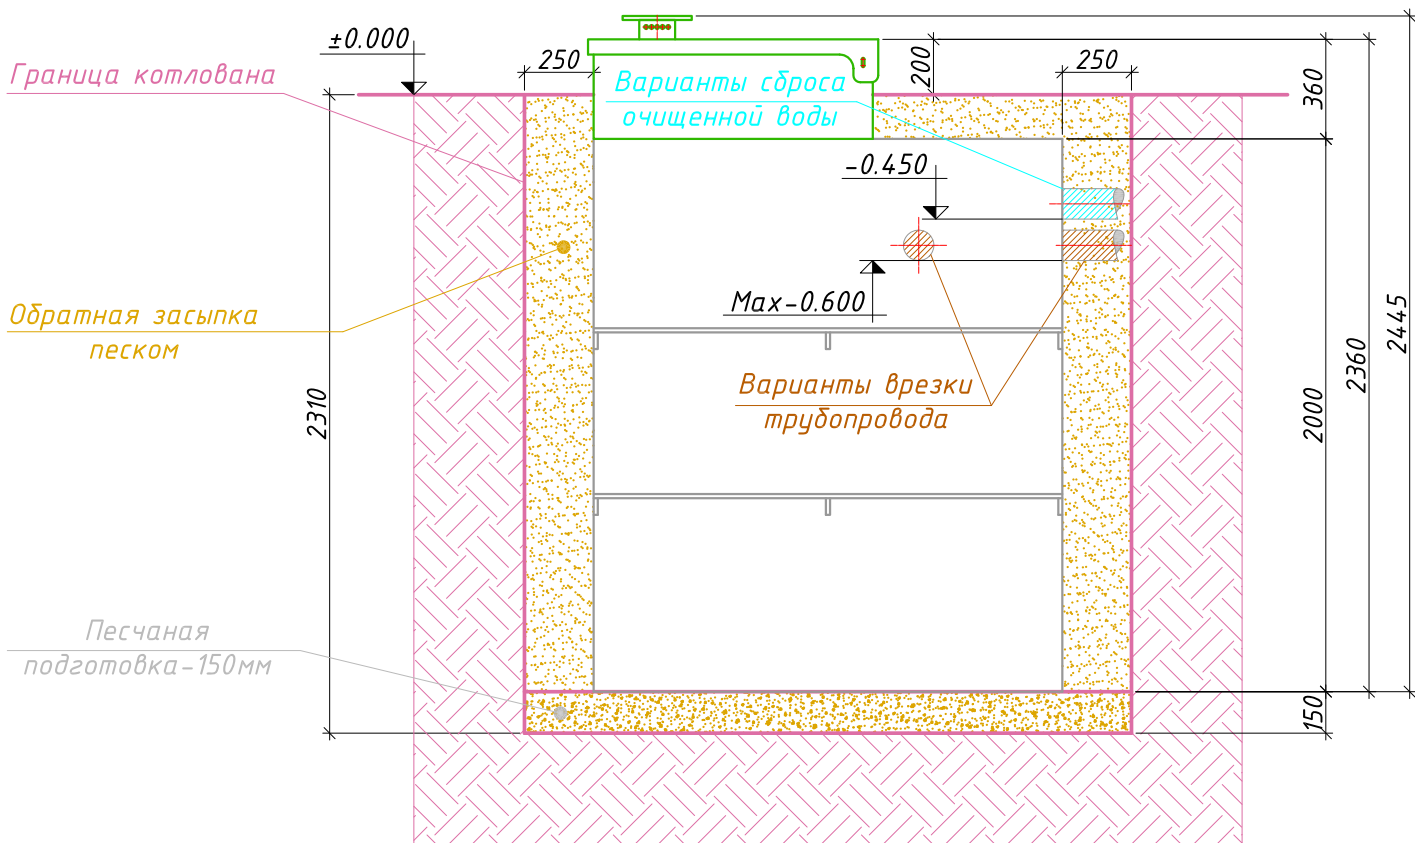 ±0.000
Граница котлована
250
Варианты сброса
очищенной воды
200
250
360
-0.450
Обратная засыпка
песком
Max-0.600
Варианты врезки
трубопровода
2310
2000
2360
2445
Песчаная
подготовка-150мм
150